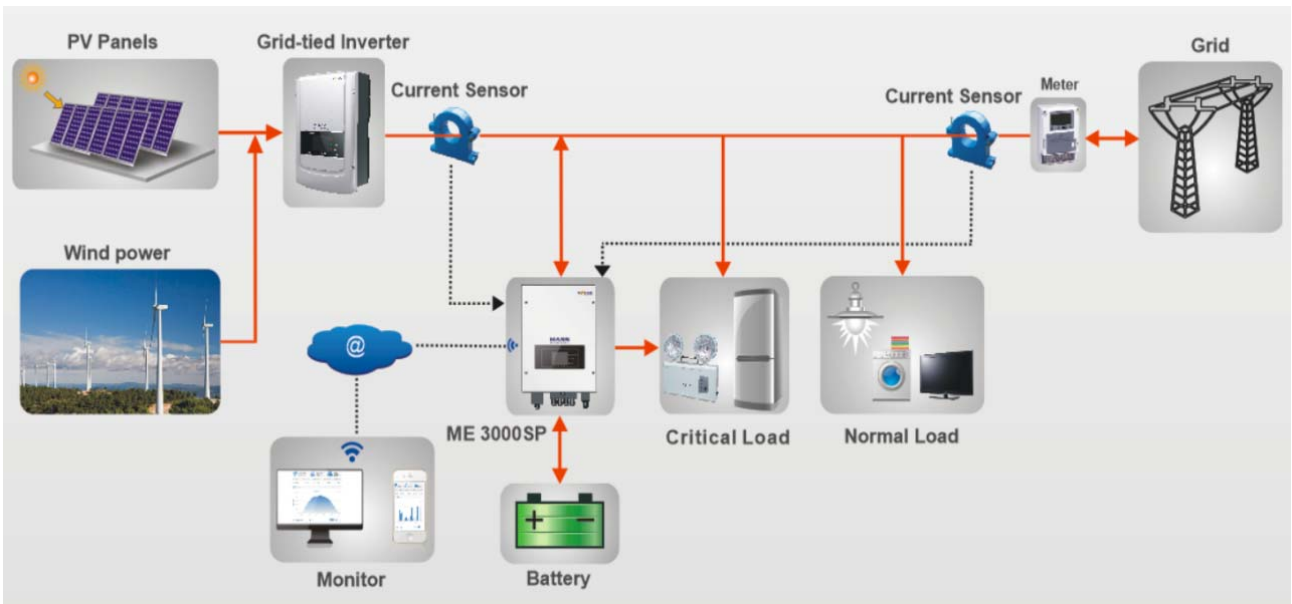 PV Panels
Grid-tied Inverter
Grid
Current Sensor
Current Sensor
Meter
Wind power
@
ME 3000SP
Critical Load
Normal Load
+ −
Monitor
Battery